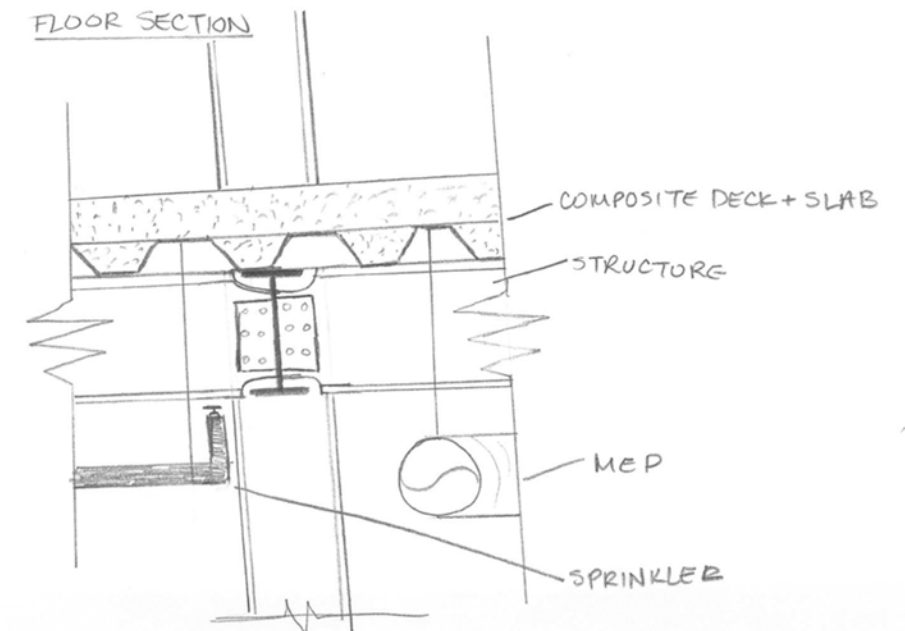 FLOOR SECTION
COMPOSITE DECK + SLAB
STRUCTURE
MEP
SPRINKLER